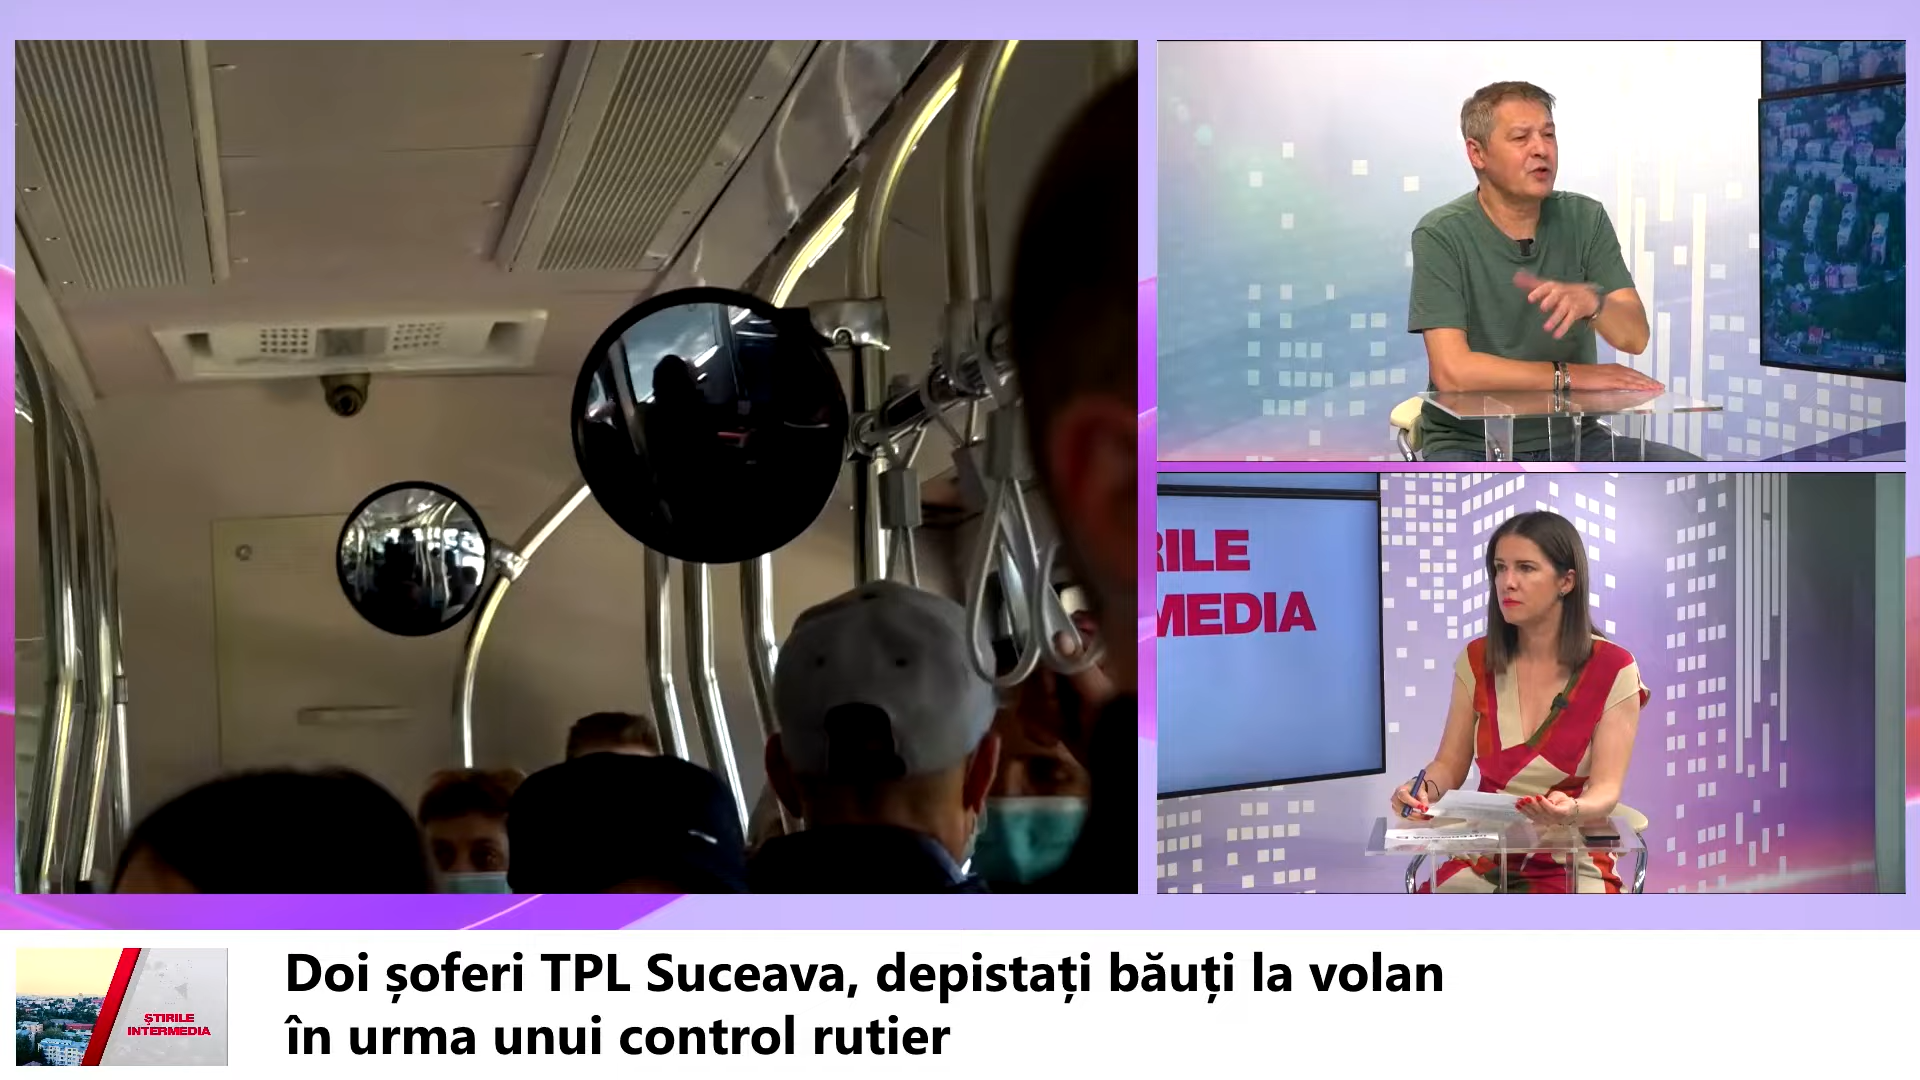 RILE
MEDIA
Doi șoferi TPL Suceava, depistați băuți la volan
în urma unui control rutier
ȘTIRILE
INTERMEDIA